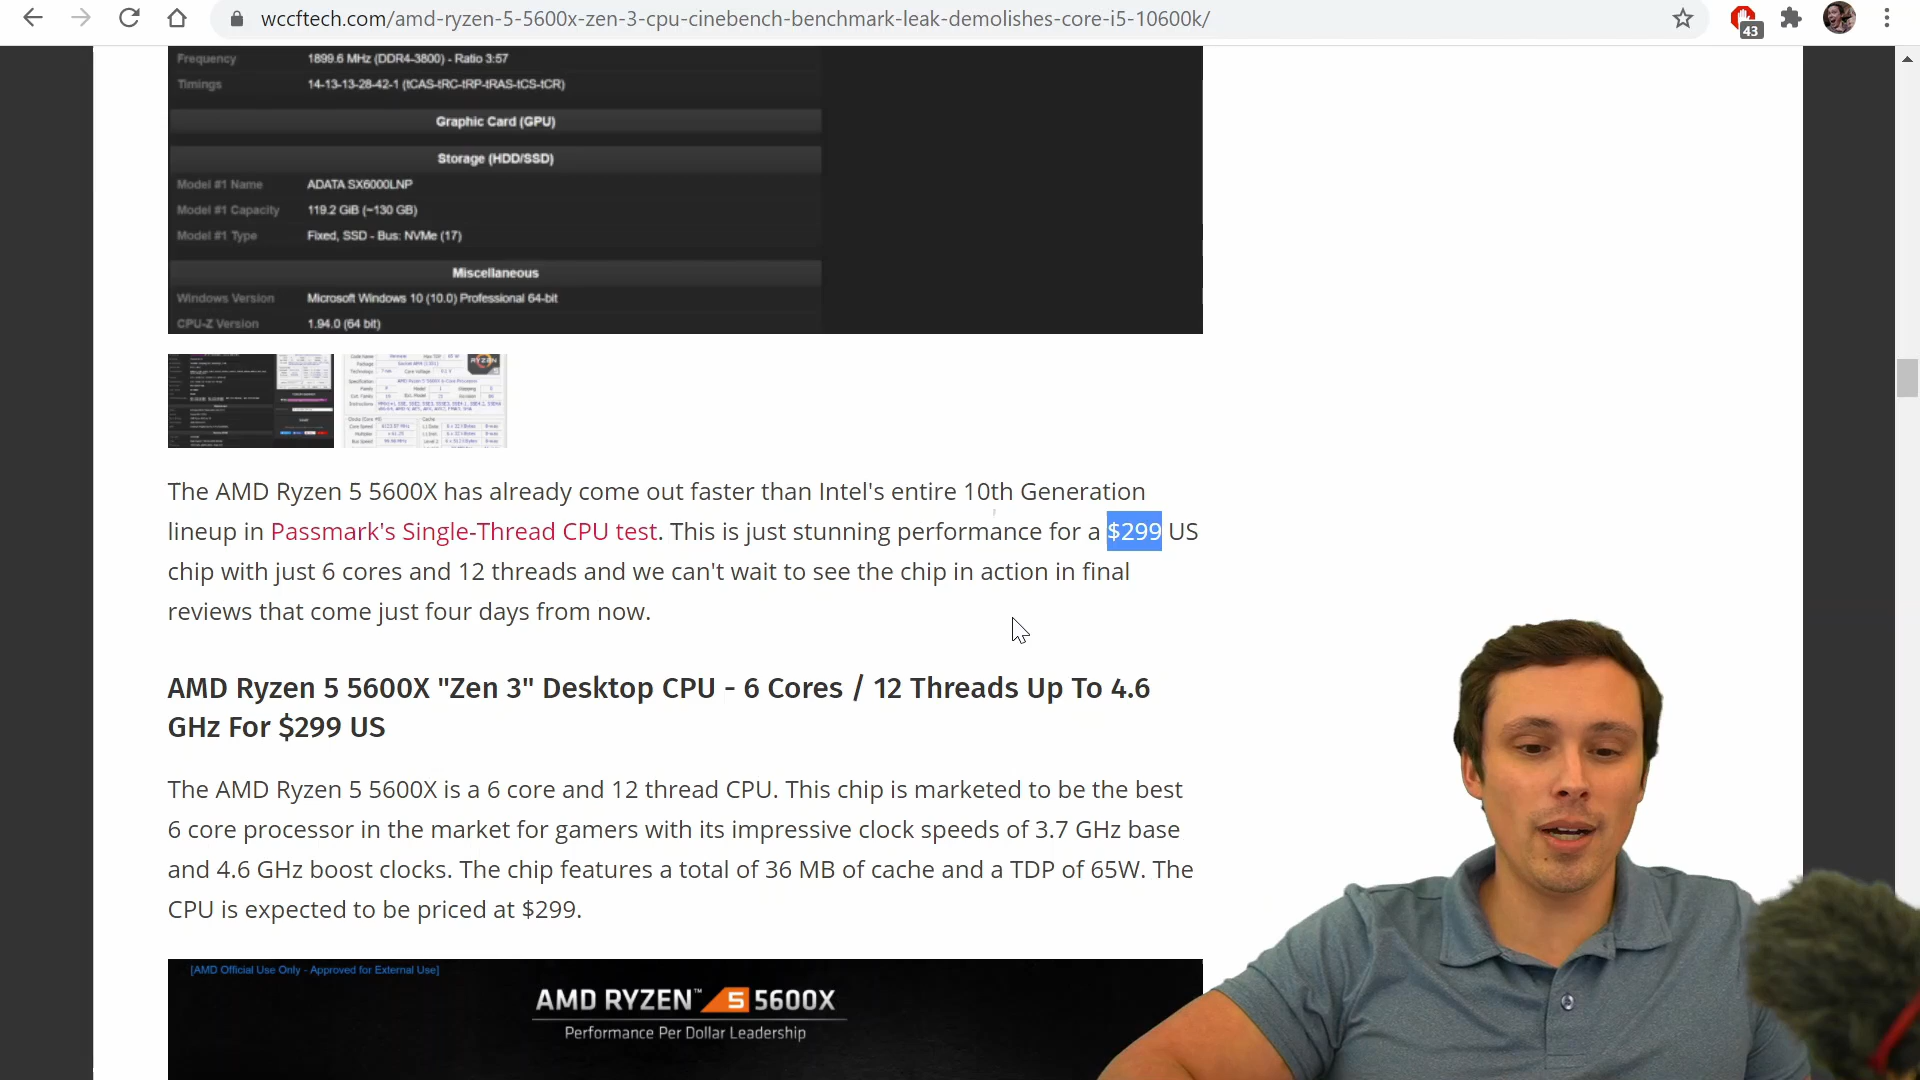 wccftech.com/amd-ryzen-5-5600x-zen-3-cpu-cinebench-benchmark-leak-demolishes-core-i5-10600k/
43
Frequency 1899.6 MHz (DDR4-3800) - Ratio 3:57
Timings 14-13-13-28-42-1 (tCAS-tRC-tRP-tRAS-tCS-tCR)
Graphic Card (GPU)
Storage (HDD/SSD)
Model #1 Name ADATA SX6000LNP
Model #1 Capacity 119.2 GiB (~130 GB)
Model #1 Type Fixed, SSD - Bus: NVMe (17)
Miscellaneous
Windows Version Microsoft Windows 10 (10.0) Professional 64-bit
CPU-Z Version 1.94.0 (64 bit)
RYZEN
The AMD Ryzen 5 5600X has already come out faster than Intel's entire 10th Generation
lineup in Passmark's Single-Thread CPU test. This is just stunning performance for a $299 US
chip with just 6 cores and 12 threads and we can't wait to see the chip in action in final
reviews that come just four days from now.
AMD Ryzen 5 5600X "Zen 3" Desktop CPU - 6 Cores / 12 Threads Up To 4.6
GHz For $299 US
The AMD Ryzen 5 5600X is a 6 core and 12 thread CPU. This chip is marketed to be the best
6 core processor in the market for gamers with its impressive clock speeds of 3.7 GHz base
and 4.6 GHz boost clocks. The chip features a total of 36 MB of cache and a TDP of 65W. The
CPU is expected to be priced at $299.
[AMD Official Use Only - Approved for External Use]
AMD RYZEN™ 5 5600X
Performance Per Dollar Leadership